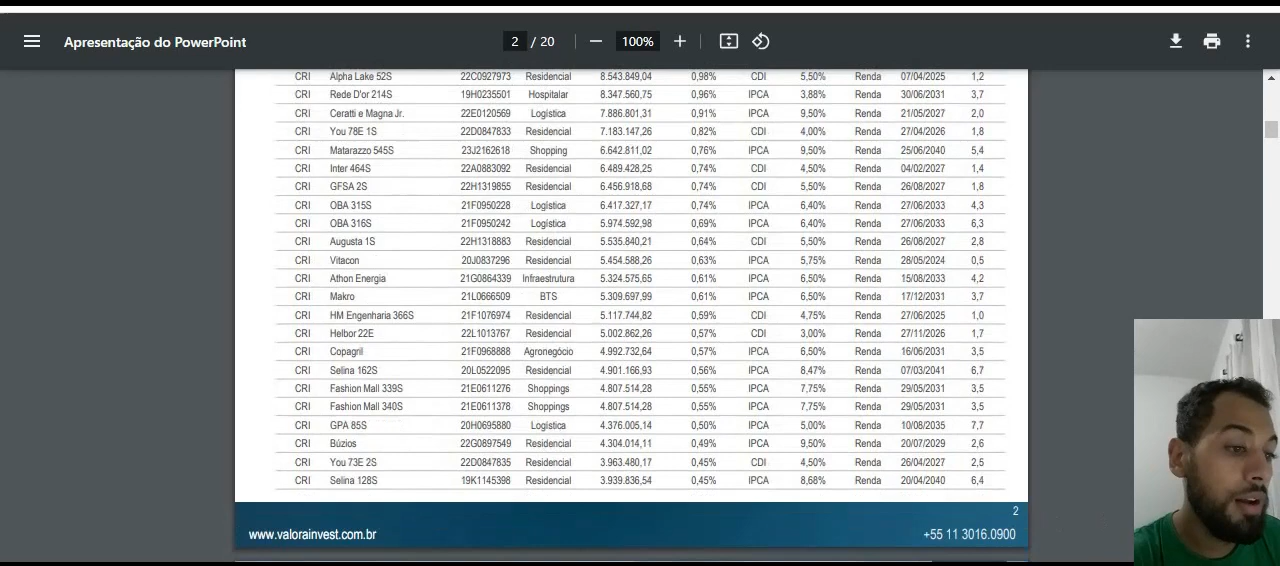 Apresentação do PowerPoint
2 / 20
100%
CRI Alpha Lake 52S 22C0927973 Residencial 8.543.849,04 0,98% CDI 5,50% Renda 07/04/2025 1,2
CRI Rede D'or 214S 19H0235501 Hospitalar 8.347.560,75 0,96% IPCA 3,88% Renda 30/06/2031 3,7
CRI Ceratti e Magna Jr. 22E0120569 Logística 7.886.801,31 0,91% IPCA 9,50% Renda 21/05/2027 2,0
CRI You 78E 1S 22D0847833 Residencial 7.183.147,26 0,82% CDI 4,00% Renda 27/04/2026 1,8
CRI Matarazzo 545S 23J2162618 Shopping 6.642.811,02 0,76% IPCA 9,50% Renda 25/06/2040 5,4
CRI Inter 464S 22A0883092 Residencial 6.489.428,25 0,74% CDI 4,50% Renda 04/02/2027 1,4
CRI GFSA 2S 22H1319855 Residencial 6.456.918,68 0,74% CDI 5,50% Renda 26/08/2027 1,8
CRI OBA 315S 21F0950228 Logística 6.417.327,17 0,74% IPCA 6,40% Renda 27/06/2033 4,3
CRI OBA 316S 21F0950242 Logística 5.974.592,98 0,69% IPCA 6,40% Renda 27/06/2033 6,3
CRI Augusta 1S 22H1318883 Residencial 5.535.840,21 0,64% CDI 5,50% Renda 26/08/2027 2,8
CRI Vitacon 20J0837296 Residencial 5.454.588,26 0,63% IPCA 5,75% Renda 28/05/2024 0,5
CRI Athon Energia 21G0864339 Infraestrutura 5.324.575,65 0,61% IPCA 6,50% Renda 15/08/2033 4,2
CRI Makro 21L0666509 BTS 5.309.697,99 0,61% IPCA 6,50% Renda 17/12/2031 3,7
CRI HM Engenharia 366S 21F1076974 Residencial 5.117.744,82 0,59% CDI 4,75% Renda 27/06/2025 1,0
CRI Helbor 22E 22L1013767 Residencial 5.002.862,26 0,57% CDI 3,00% Renda 27/11/2026 1,7
CRI Copagril 21F0968888 Agronegócio 4.992.732,64 0,57% IPCA 6,50% Renda 16/06/2031 3,5
CRI Selina 162S 20L0522095 Residencial 4.901.166,93 0,56% IPCA 8,47% Renda 07/03/2041 6,7
CRI Fashion Mall 339S 21E0611276 Shoppings 4.807.514,28 0,55% IPCA 7,75% Renda 29/05/2031 3,5
CRI Fashion Mall 340S 21E0611378 Shoppings 4.807.514,28 0,55% IPCA 7,75% Renda 29/05/2031 3,5
CRI GPA 85S 20H0695880 Logística 4.376.005,14 0,50% IPCA 5,00% Renda 10/08/2035 7,7
CRI Búzios 22G0897549 Residencial 4.304.014,11 0,49% IPCA 9,50% Renda 20/07/2029 2,6
CRI You 73E 2S 22D0847835 Residencial 3.963.480,17 0,45% CDI 4,50% Renda 26/04/2027 2,5
CRI Selina 128S 19K1145398 Residencial 3.939.836,54 0,45% IPCA 8,68% Renda 20/04/2040 6,4
2
www.valorainvest.com.br
+55 11 3016.0900